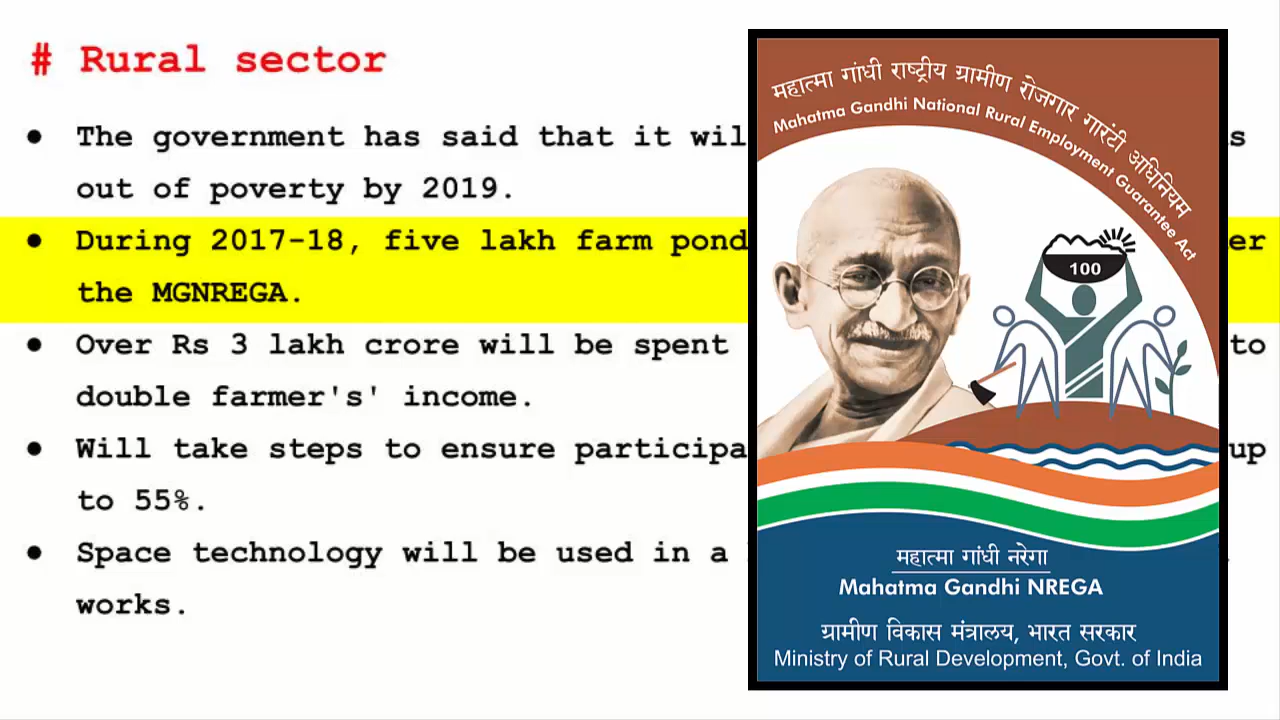 # Rural sector
● The government has said that it wil s
out of poverty by 2019.
● During 2017-18, five lakh farm pond er
the MGNREGA.
● Over Rs 3 lakh crore will be spent to
double farmer's' income.
● Will take steps to ensure participa up
to 55%.
● Space technology will be used in a
works.
महात्मा गांधी राष्ट्रीय ग्रामीण रोजगार गारंटी अधिनियम
Mahatma Gandhi National Rural Employment Guarantee Act
100
महात्मा गांधी नरेगा
Mahatma Gandhi NREGA
ग्रामीण विकास मंत्रालय, भारत सरकार
Ministry of Rural Development, Govt. of India